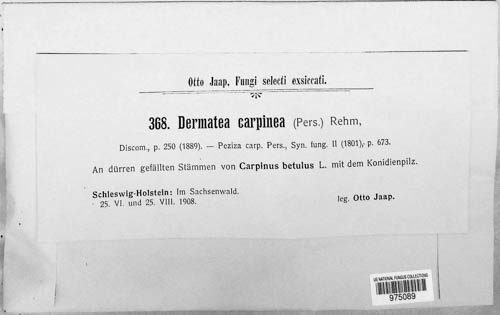 Otto Jaap, Fungi selecti exsiccati.
368. Dermatea carpinea (Pers.) Rehm,
Discom., p. 250 (1889). — Peziza carp. Pers., Syn. fung. II (1801), p. 673.
An dürren gefällten Stämmen von Carpinus betulus L. mit dem Konidienpilz.
Schleswig-Holstein: Im Sachsenwald.
25. VI. und 25. VIII. 1908.
leg. Otto Jaap.
US NATIONAL FUNGUS COLLECTIONS
975089